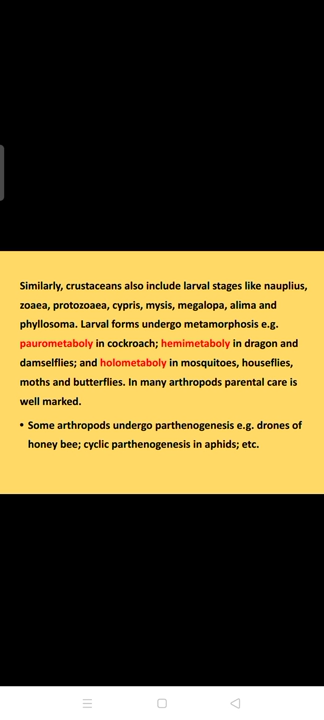 Similarly, crustaceans also include larval stages like nauplius,
zoaea, protozoaea, cypris, mysis, megalopa, alima and
phyllosoma. Larval forms undergo metamorphosis e.g.
paurometaboly in cockroach; hemimetaboly in dragon and
damselflies; and holometaboly in mosquitoes, houseflies,
moths and butterflies. In many arthropods parental care is
well marked.
• Some arthropods undergo parthenogenesis e.g. drones of
honey bee; cyclic parthenogenesis in aphids; etc.